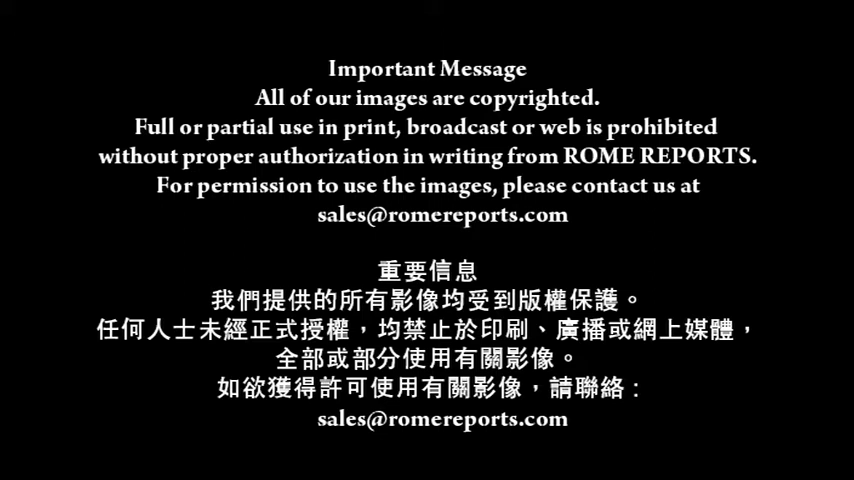 Important Message
All of our images are copyrighted.
Full or partial use in print, broadcast or web is prohibited
without proper authorization in writing from ROME REPORTS.
For permission to use the images, please contact us at
sales@romereports.com
重要信息
我們提供的所有影像均受到版權保護。
任何人士未經正式授權，均禁止於印刷、廣播或網上媒體，
全部或部分使用有關影像。
如欲獲得許可使用有關影像，請聯絡：
sales@romereports.com